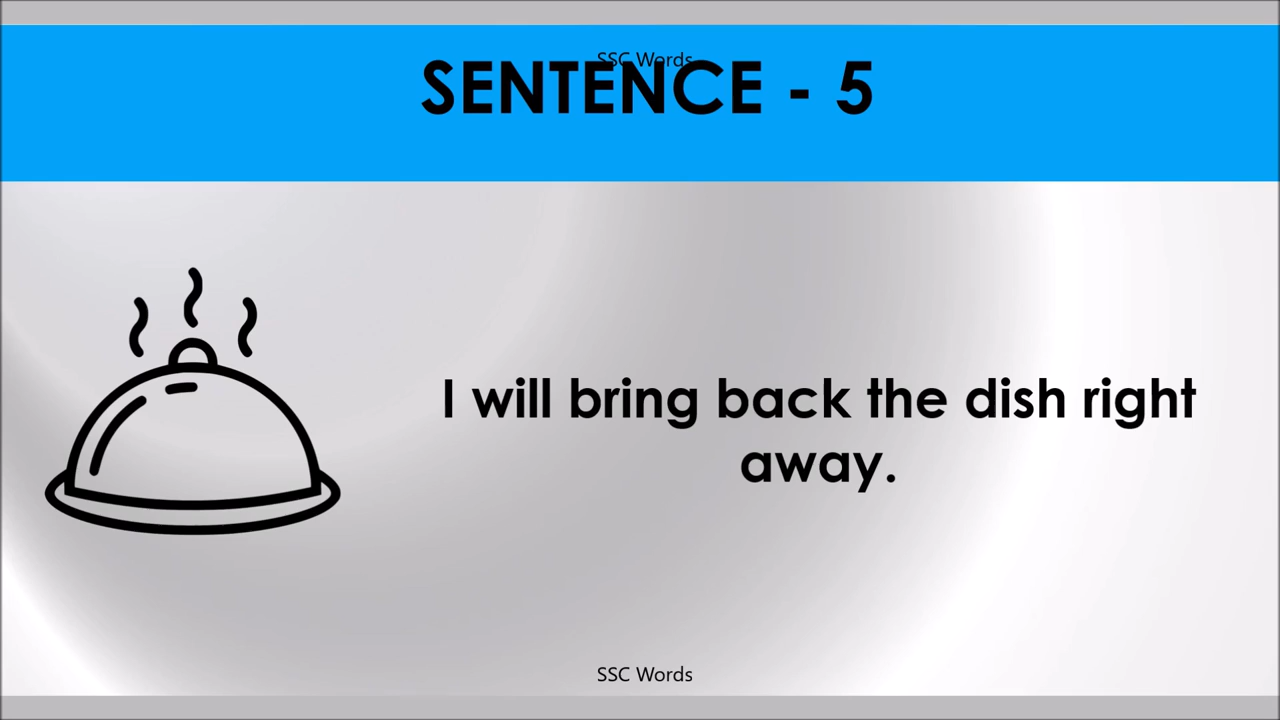 SSC Words
SENTENCE - 5
I will bring back the dish right
away.
SSC Words